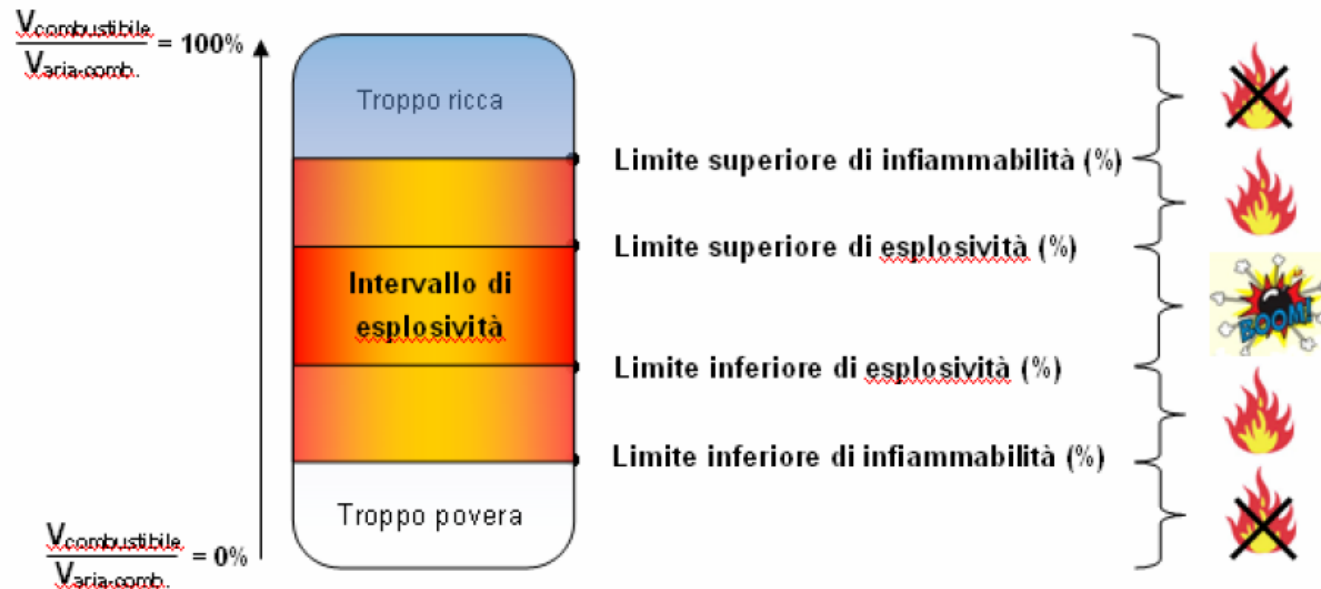 Vcombustibile
Varia-comb. = 100%
Troppo ricca
Limite superiore di infiammabilità (%)
Limite superiore di esplosività (%)
Intervallo di
esplosività
BOOM!
Limite inferiore di esplosività (%)
Limite inferiore di infiammabilità (%)
Troppo povera
Vcombustibile
Varia-comb. = 0%